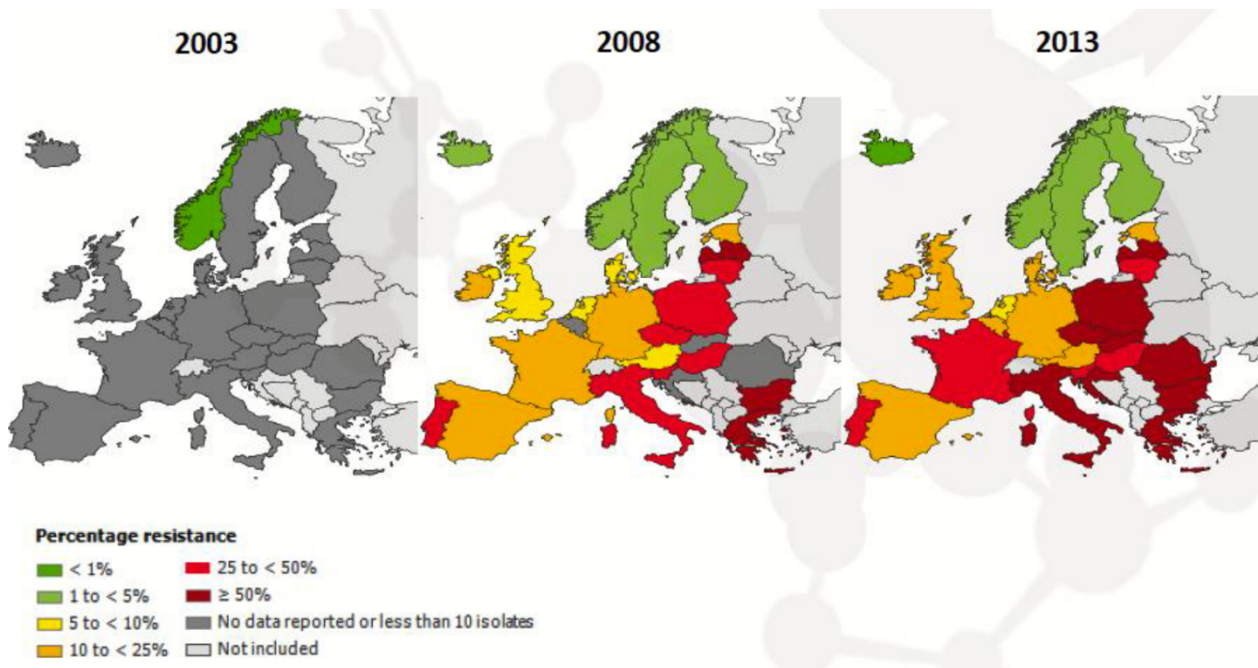 2003
2008
2013
Percentage resistance
< 1%
1 to < 5%
5 to < 10%
10 to < 25%
25 to < 50%
≥ 50%
No data reported or less than 10 isolates
Not included